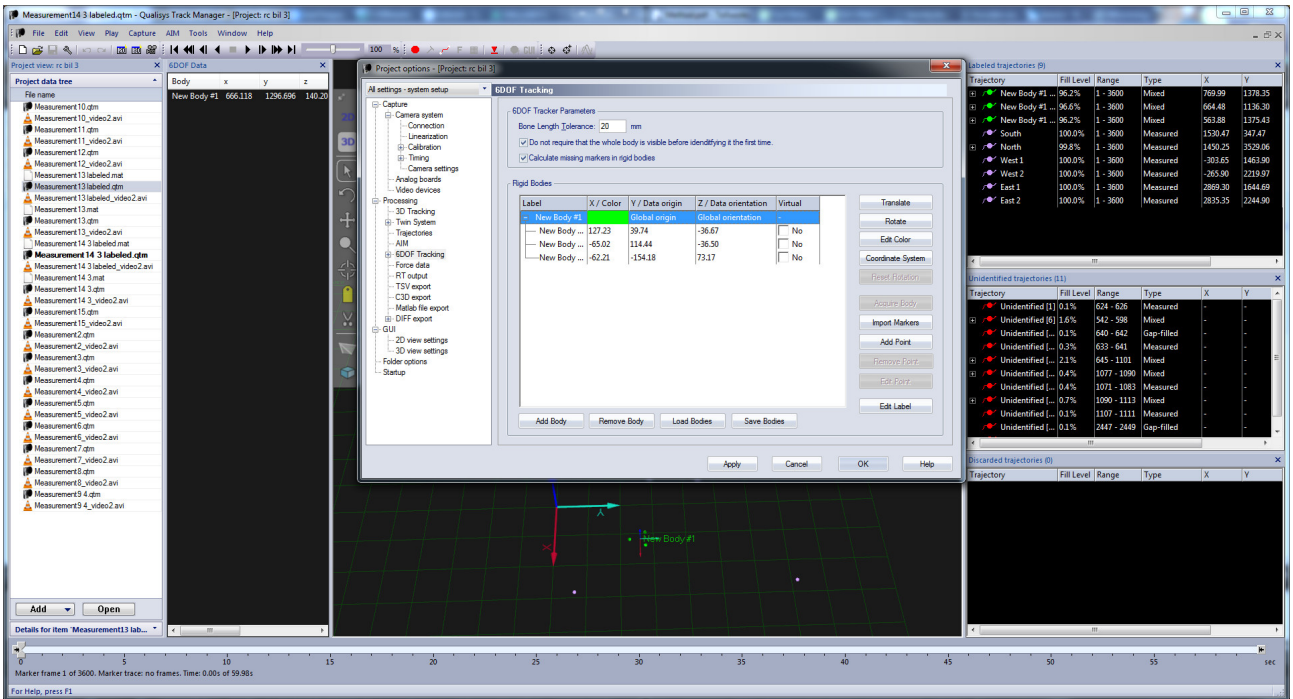 Measurement14 3 labeled.qtm - Qualisys Track Manager - [Project: rc bil 3]
File Edit View Play Capture AIM Tools Window Help
100 %
Project view: rc bil 3
Project data tree
File name
Measurement10.qtm
Measurement10_video2.avi
Measurement11.qtm
Measurement11_video2.avi
Measurement12.qtm
Measurement12_video2.avi
Measurement13 labeled.mat
Measurement13 labeled.qtm
Measurement13 labeled_video2.avi
Measurement13.mat
Measurement13.qtm
Measurement13_video2.avi
Measurement14 3 labeled.mat
Measurement14 3 labeled.qtm
Measurement14 3 labeled_video2.avi
Measurement14 3.mat
Measurement14 3.qtm
Measurement14 3_video2.avi
Measurement15.qtm
Measurement15_video2.avi
Measurement2.qtm
Measurement2_video2.avi
Measurement3.qtm
Measurement3_video2.avi
Measurement4.qtm
Measurement4_video2.avi
Measurement5.qtm
Measurement5_video2.avi
Measurement6.qtm
Measurement6_video2.avi
Measurement7.qtm
Measurement7_video2.avi
Measurement8.qtm
Measurement8_video2.avi
Measurement9 4.qtm
Measurement9 4_video2.avi
Add Open
Details for item 'Measurement13 lab...
6DOF Data
Body x y z
New Body #1 666.118 1296.696 140.20
2D
3D
Project options - [Project: rc bil 3]
All settings - system setup
Capture
Camera system
Connection
Linearization
Calibration
Timing
Camera settings
Analog boards
Video devices
Processing
3D Tracking
Twin System
Trajectories
AIM
6DOF Tracking
Force data
RT output
TSV export
C3D export
Matlab file export
DIFF export
GUI
2D view settings
3D view settings
Folder options
Startup
6DOF Tracking
6DOF Tracker Parameters
Bone Length Tolerance: 20 mm
Do not require that the whole body is visible before idenditfying it the first time.
Calculate missing markers in rigid bodies
Rigid Bodies
Label X / Color Y / Data origin Z / Data orientation Virtual
New Body #1 Global origin Global orientation -
New Body ... 127.23 39.74 -36.67 No
New Body ... -65.02 114.44 -36.50 No
New Body ... -62.21 -154.18 73.17 No
Translate
Rotate
Edit Color
Coordinate System
Reset Rotation
Acquire Body
Import Markers
Add Point
Remove Point
Edit Point
Edit Label
Add Body Remove Body Load Bodies Save Bodies
Apply Cancel OK Help
Y
X
New Body #1
Labeled trajectories (9)
Trajectory Fill Level Range Type X Y
New Body #1 ... 96.2% 1 - 3600 Mixed 769.99 1378.35
New Body #1 ... 96.6% 1 - 3600 Mixed 664.48 1136.30
New Body #1 ... 96.2% 1 - 3600 Mixed 563.88 1375.43
South 100.0% 1 - 3600 Measured 1530.47 347.47
North 99.8% 1 - 3600 Mixed 1450.25 3529.06
West 1 100.0% 1 - 3600 Measured -303.65 1463.90
West 2 100.0% 1 - 3600 Measured -265.90 2219.97
East 1 100.0% 1 - 3600 Measured 2869.30 1644.69
East 2 100.0% 1 - 3600 Measured 2835.35 2244.90
Unidentified trajectories (11)
Trajectory Fill Level Range Type X Y
Unidentified [1] 0.1% 624 - 626 Measured - -
Unidentified [6] 1.6% 542 - 598 Mixed - -
Unidentified [... 0.1% 640 - 642 Gap-filled - -
Unidentified [... 0.3% 633 - 641 Measured - -
Unidentified [... 2.1% 645 - 1101 Mixed - -
Unidentified [... 0.4% 1077 - 1090 Mixed - -
Unidentified [... 0.4% 1071 - 1083 Measured - -
Unidentified [... 0.7% 1090 - 1113 Mixed - -
Unidentified [... 0.1% 1107 - 1111 Measured - -
Unidentified [... 0.1% 2447 - 2449 Gap-filled - -
Discarded trajectories (0)
Trajectory Fill Level Range Type X Y
0 5 10 15 20 25 30 35 40 45 50 55 sec
Marker frame 1 of 3600. Marker trace: no frames. Time: 0.00s of 59.98s
For Help, press F1